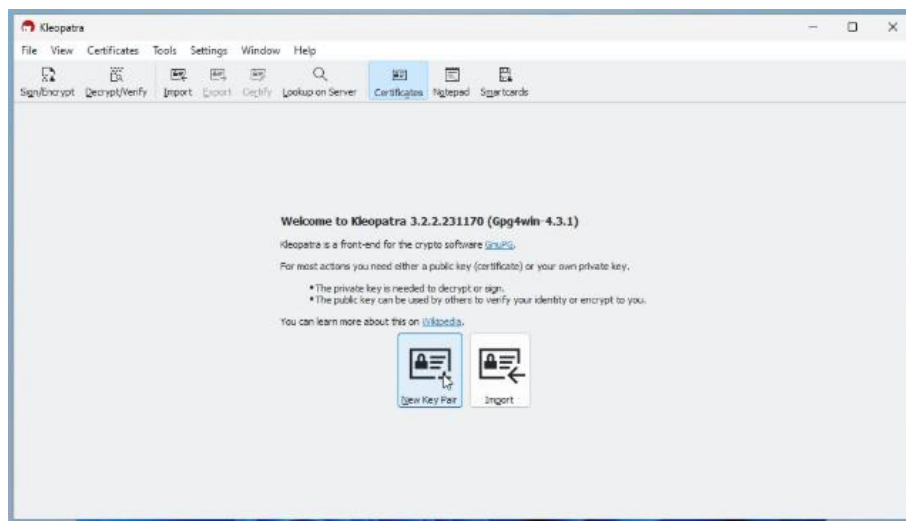 Kleopatra
File View Certificates Tools Settings Window Help
Sign/Encrypt Decrypt/Verify Import Export Certify Lookup on Server Certificates Notepad Smartcards
Welcome to Kleopatra 3.2.2.231170 (Gpg4win-4.3.1)
Kleopatra is a front-end for the crypto software GnuPG.
For most actions you need either a public key (certificate) or your own private key.
•The private key is needed to decrypt or sign.
•The public key can be used by others to verify your identity or encrypt to you.
You can learn more about this on Wikipedia.
New Key Pair Import